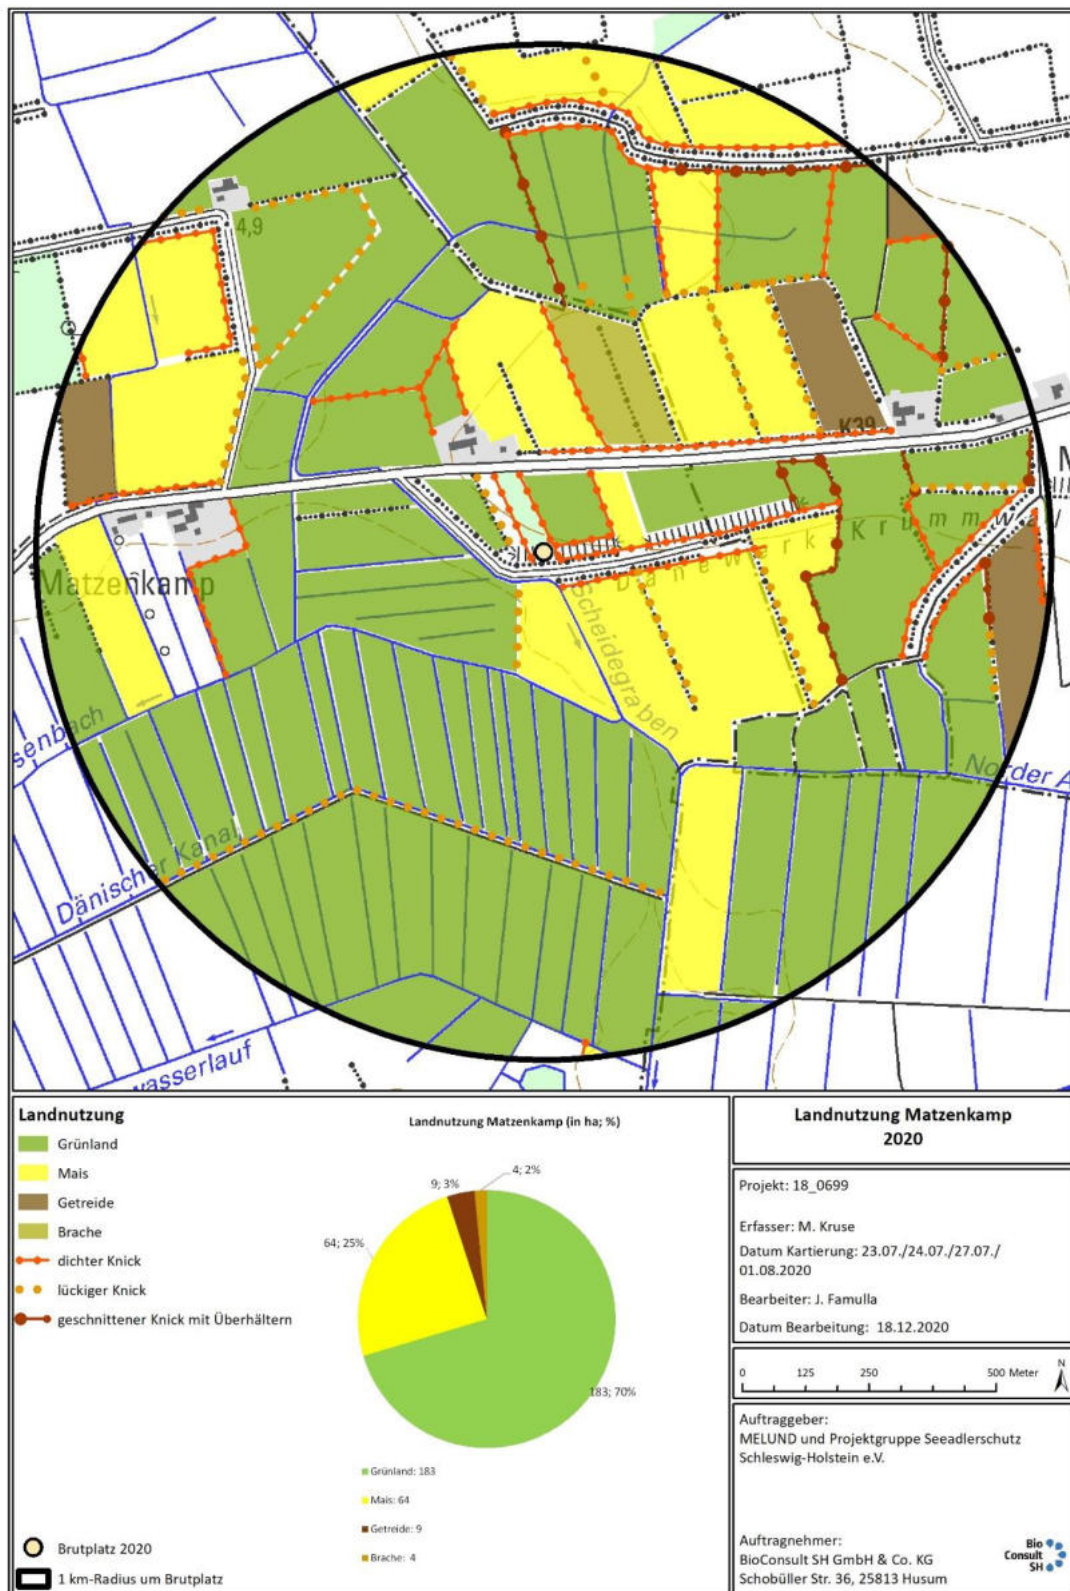 4,9
K39
M
Matzenkamp
Danewerk Krummwal
Scheidegraben
senbach
Norder A
Dänischer Kanal
wasserlauf
Landnutzung
Grünland
Mais
Getreide
Brache
dichter Knick
lückiger Knick
geschnittener Knick mit Überhältern
Brutplatz 2020
1 km-Radius um Brutplatz
Landnutzung Matzenkamp (in ha; %)
4; 2%
9; 3%
64; 25%
183; 70%
Grünland: 183
Mais: 64
Getreide: 9
Brache: 4
Landnutzung Matzenkamp
2020
Projekt: 18_0699
Erfasser: M. Kruse
Datum Kartierung: 23.07./24.07./27.07./
01.08.2020
Bearbeiter: J. Famulla
Datum Bearbeitung: 18.12.2020
0 125 250 500 Meter
N
Auftraggeber:
MELUND und Projektgruppe Seeadlerschutz
Schleswig-Holstein e.V.
Auftragnehmer:
BioConsult SH GmbH & Co. KG
Schobüller Str. 36, 25813 Husum
Bio
Consult
SH